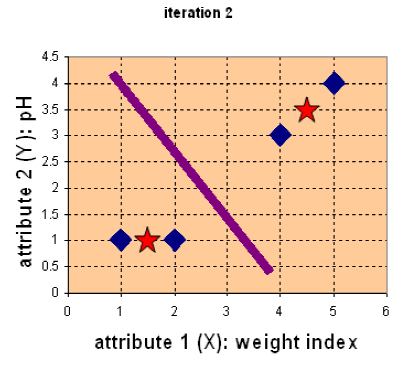 iteration 2
attribute 2 (Y): pH
4.5
4
3.5
3
2.5
2
1.5
1
0.5
0
0 1 2 3 4 5 6
attribute 1 (X): weight index